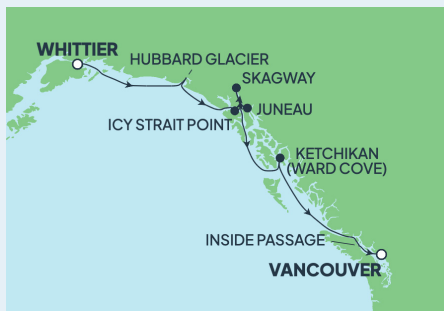 WHITTIER
HUBBARD GLACIER
SKAGWAY
JUNEAU
ICY STRAIT POINT
KETCHIKAN
(WARD COVE)
INSIDE PASSAGE
VANCOUVER